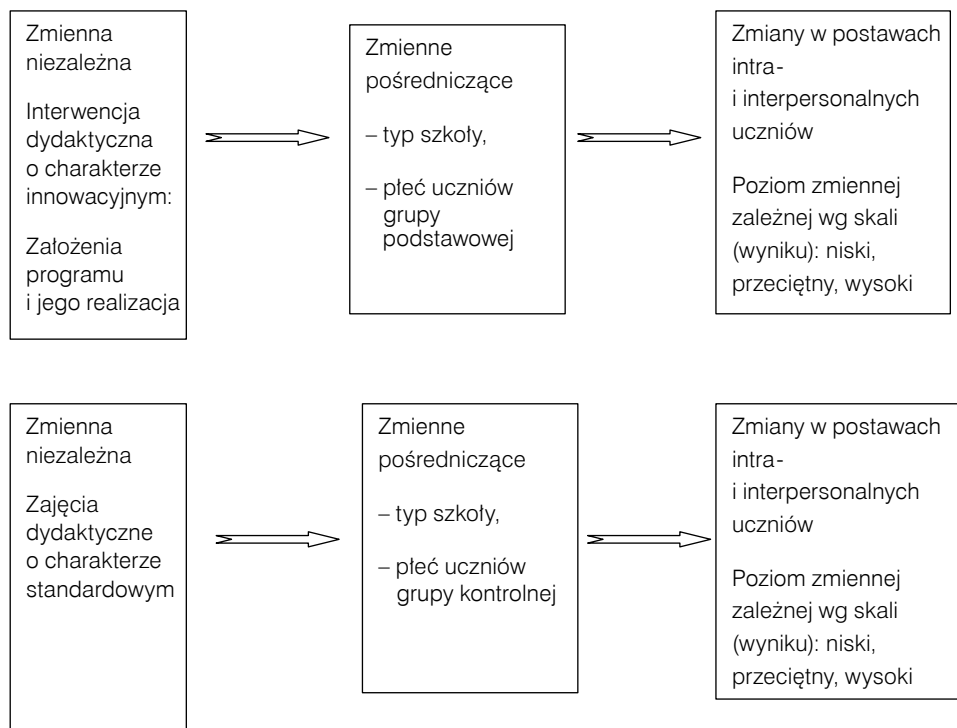 Zmienna
niezależna
Interwencja
dydaktyczna
o charakterze
innowacyjnym:
Założenia
programu
i jego realizacja
Zmienne
pośredniczące
– typ szkoły,
– płeć uczniów
grupy
podstawowej
Zmiany w postawach
intra-
i interpersonalnych
uczniów
Poziom zmiennej
zależnej wg skali
(wyniku): niski,
przeciętny, wysoki
Zmienna
niezależna
Zajęcia
dydaktyczne
o charakterze
standardowym
Zmienne
pośredniczące
– typ szkoły,
– płeć uczniów
grupy kontrolnej
Zmiany w postawach
intra-
i interpersonalnych
uczniów
Poziom zmiennej
zależnej wg skali
(wyniku): niski,
przeciętny, wysoki